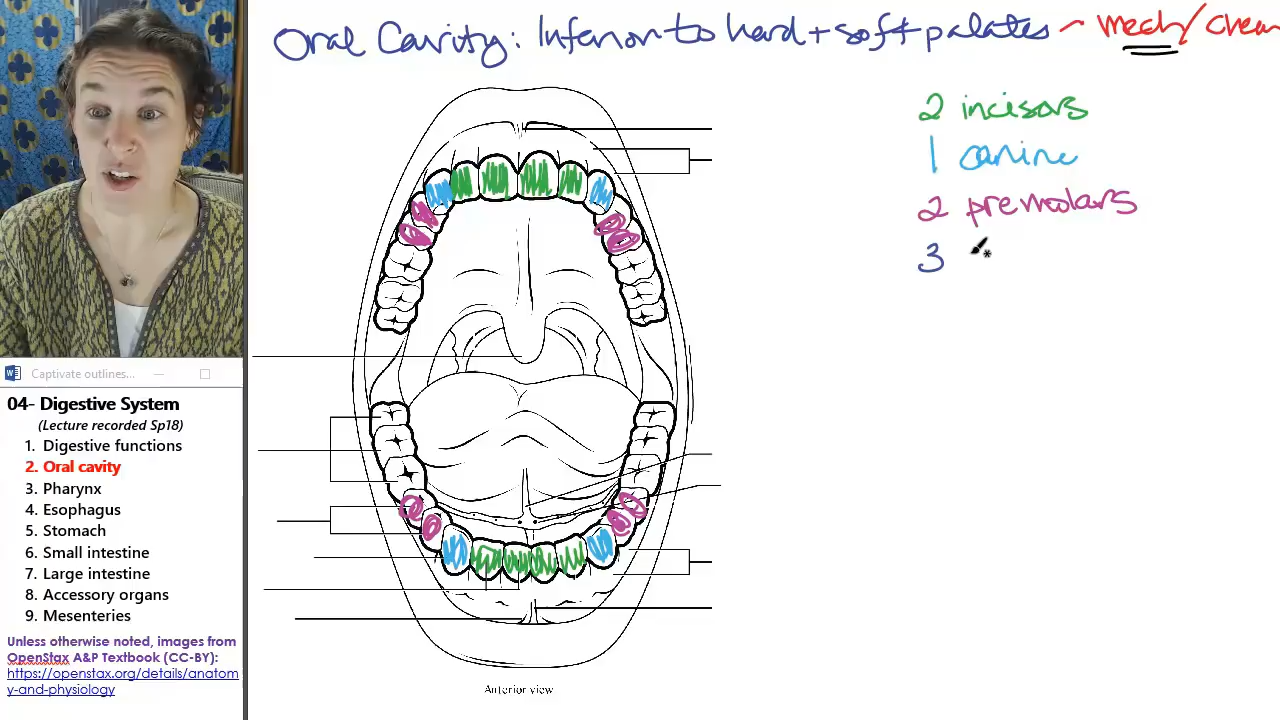 Oral Cavity: Inferior to hard + soft palates ~ mech/chem
2 incisors
1 canine
2 premolars
3
Captivate outlines...
04- Digestive System
(Lecture recorded Sp18)
1. Digestive functions
2. Oral cavity
3. Pharynx
4. Esophagus
5. Stomach
6. Small intestine
7. Large intestine
8. Accessory organs
9. Mesenteries
Unless otherwise noted, images from
OpenStax A&P Textbook (CC-BY):
https://openstax.org/details/anatom
y-and-physiology
Anterior view